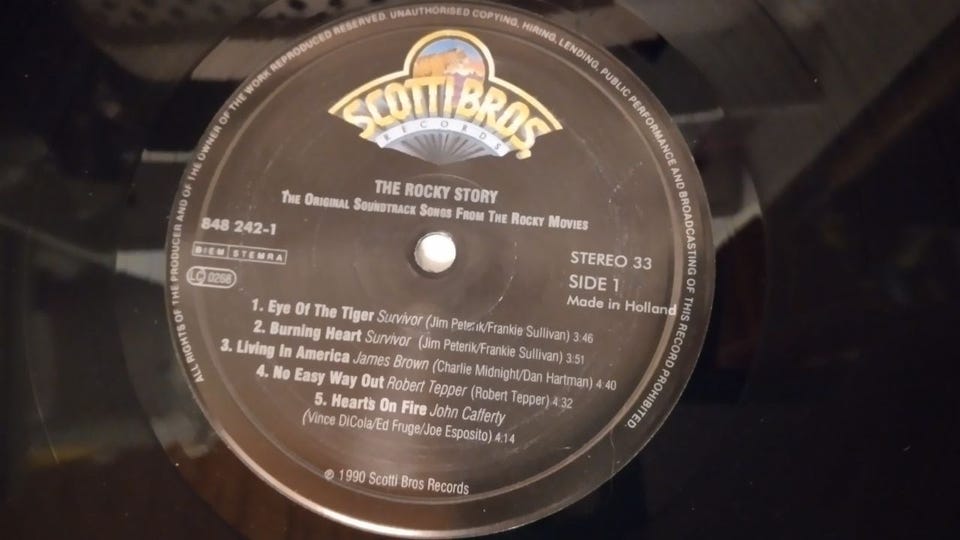 ALL RIGHTS OF THE PRODUCER AND OF THE OWNER OF THE WORK REPRODUCED RESERVED. UNAUTHORISED COPYING, HIRING, LENDING, PUBLIC PERFORMANCE AND BROADCASTING OF THIS RECORD PROHIBITED.
SCOTTI BROS.
RECORDS
THE ROCKY STORY
THE ORIGINAL SOUNDTRACK SONGS FROM THE ROCKY MOVIES
848 242-1
BIEM STEMRA
LC 0266
STEREO 33
SIDE 1
Made in Holland
1. Eye Of The Tiger Survivor (Jim Peterik/Frankie Sullivan) 3:46
2. Burning Heart Survivor (Jim Peterik/Frankie Sullivan) 3:51
3. Living In America James Brown (Charlie Midnight/Dan Hartman) 4:40
4. No Easy Way Out Robert Tepper (Robert Tepper) 4:32
5. Hearts On Fire John Cafferty
(Vince DiCola/Ed Fruge/Joe Esposito) 4:14
℗ 1990 Scotti Bros Records